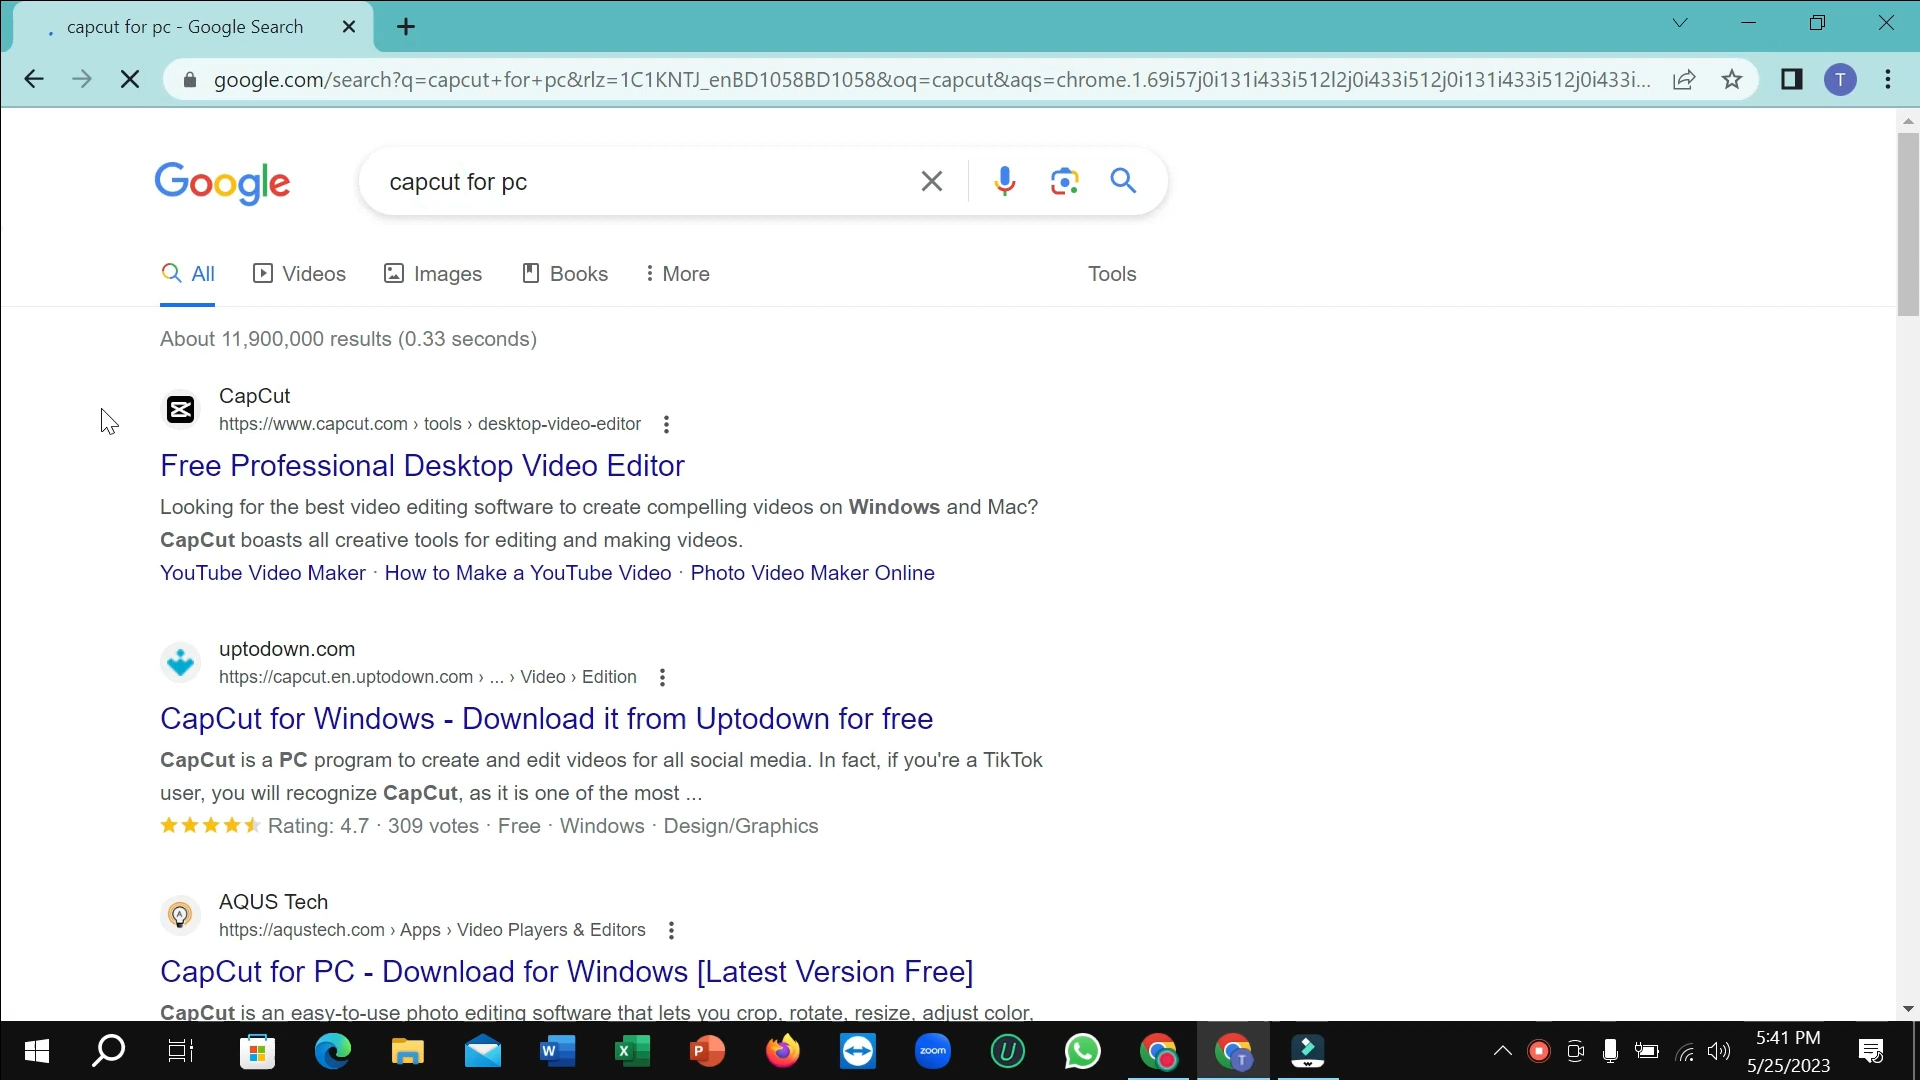 capcut for pc - Google Search
google.com/search?q=capcut+for+pc&rlz=1C1KNTJ_enBD1058BD1058&oq=capcut&aqs=chrome.1.69i57j0i131i433i512l2j0i433i512j0i131i433i512j0i433i...
T
Google
capcut for pc
All
Videos
Images
Books
More
Tools
About 11,900,000 results (0.33 seconds)
CapCut
https://www.capcut.com › tools › desktop-video-editor
Free Professional Desktop Video Editor
Looking for the best video editing software to create compelling videos on Windows and Mac?
CapCut boasts all creative tools for editing and making videos.
YouTube Video Maker · How to Make a YouTube Video · Photo Video Maker Online
uptodown.com
https://capcut.en.uptodown.com › ... › Video › Edition
CapCut for Windows - Download it from Uptodown for free
CapCut is a PC program to create and edit videos for all social media. In fact, if you're a TikTok
user, you will recognize CapCut, as it is one of the most ...
Rating: 4.7 · 309 votes · Free · Windows · Design/Graphics
AQUS Tech
https://aqustech.com › Apps › Video Players & Editors
CapCut for PC - Download for Windows [Latest Version Free]
CapCut is an easy-to-use photo editing software that lets you crop, rotate, resize, adjust color,
W
X
P
zoom
U
T
5:41 PM
5/25/2023